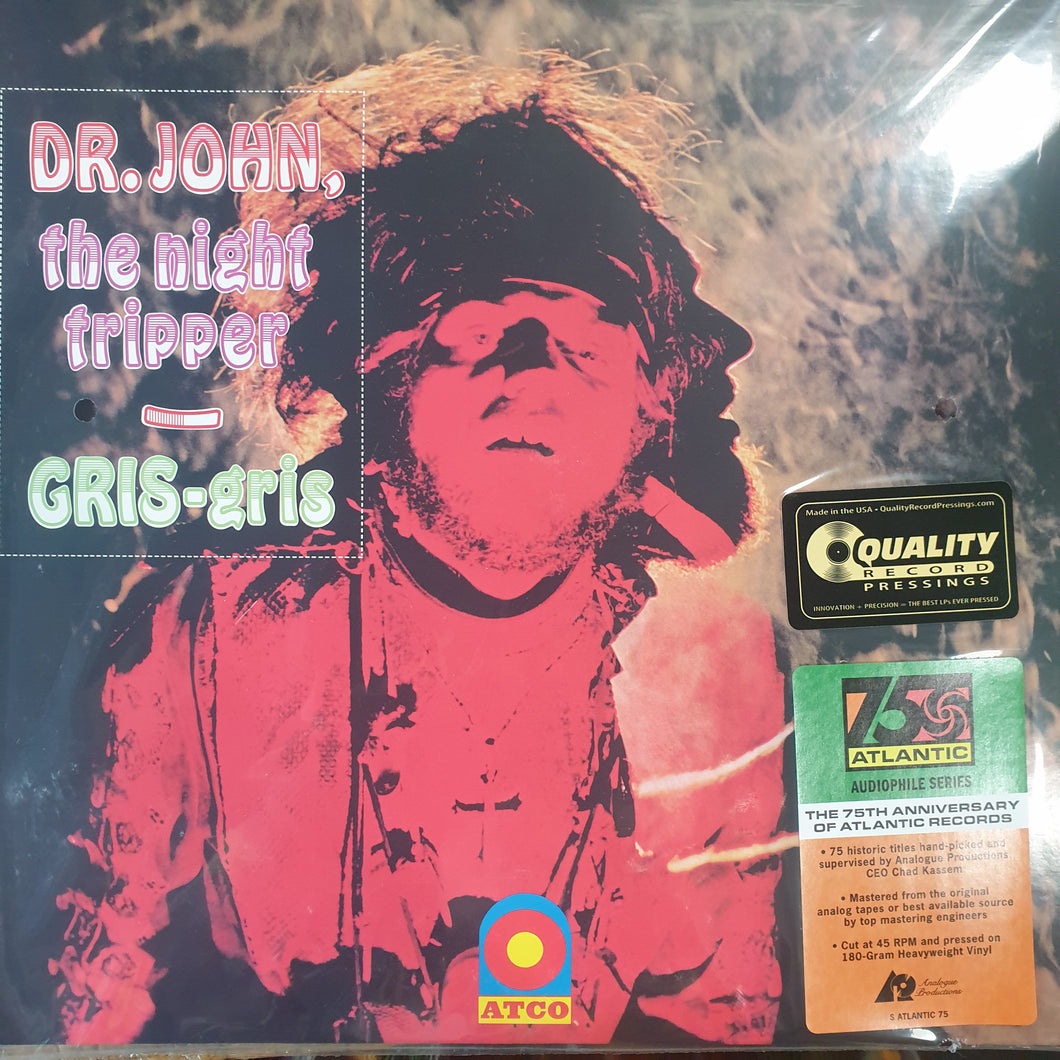 DR. JOHN,
the night
tripper
—
GRIS-gris
Made in the USA • QualityRecordPressings.com
QUALITY
RECORD
PRESSINGS
INNOVATION + PRECISION = THE BEST LPs EVER PRESSED
75
ATLANTIC
AUDIOPHILE SERIES
THE 75TH ANNIVERSARY
OF ATLANTIC RECORDS
• 75 historic titles hand-picked and
supervised by Analogue Productions
CEO Chad Kassem
• Mastered from the original
analog tapes or best available source
by top mastering engineers
• Cut at 45 RPM and pressed on
180-Gram Heavyweight Vinyl
AP
Analogue
Productions
S ATLANTIC 75
ATCO